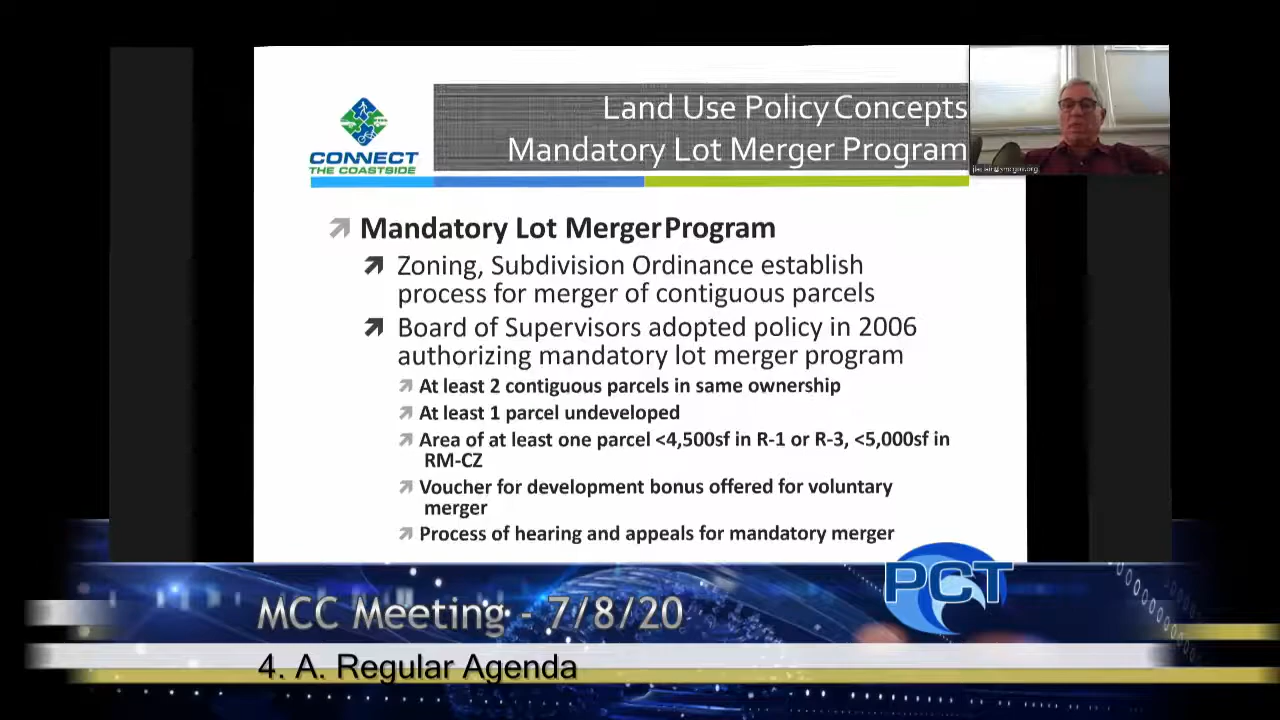 Land Use Policy Concepts
Mandatory Lot Merger Program
CONNECT
THE COASTSIDE
Mandatory Lot Merger Program
Zoning, Subdivision Ordinance establish
process for merger of contiguous parcels
Board of Supervisors adopted policy in 2006
authorizing mandatory lot merger program
At least 2 contiguous parcels in same ownership
At least 1 parcel undeveloped
Area of at least one parcel <4,500sf in R-1 or R-3, <5,000sf in
RM-CZ
Voucher for development bonus offered for voluntary
merger
Process of hearing and appeals for mandatory merger
PCT
MCC Meeting - 7/8/20
4. A. Regular Agenda